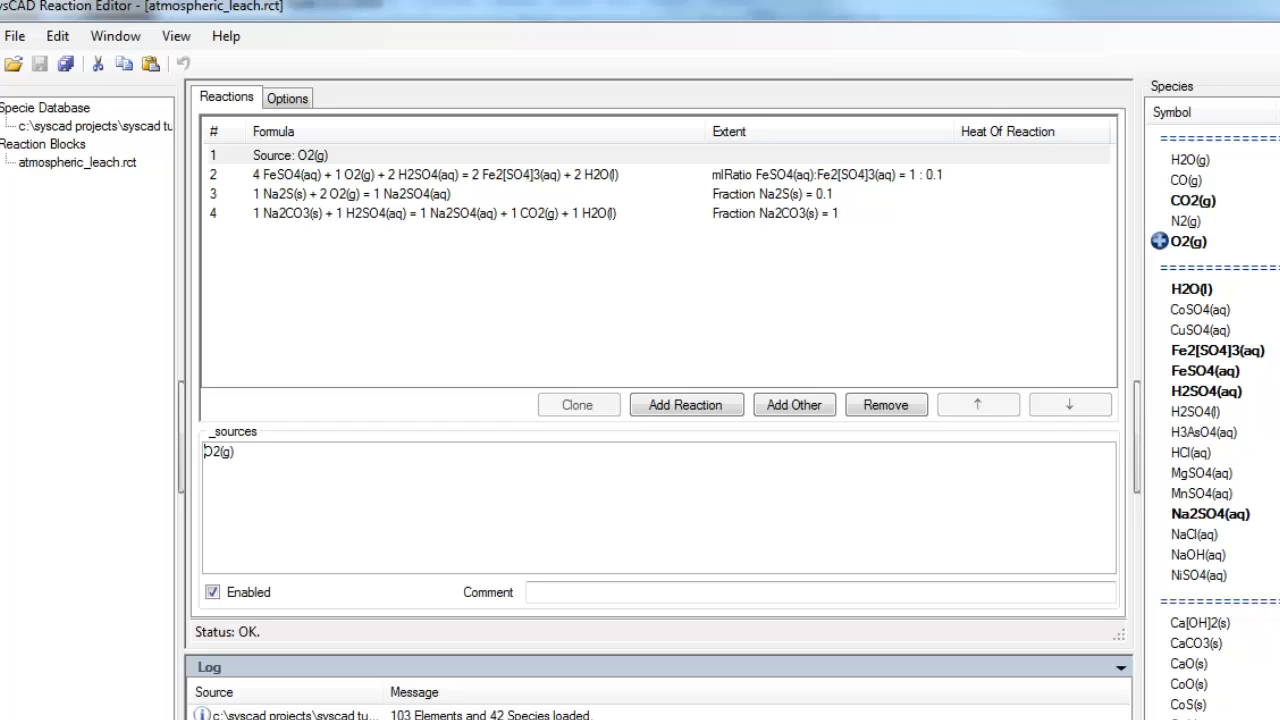 ysCAD Reaction Editor - [atmospheric_leach.rct]
File Edit Window View Help
Specie Database
c:\syscad projects\syscad tu
Reaction Blocks
atmospheric_leach.rct
Reactions Options
# Formula Extent Heat Of Reaction
1 Source: O2(g)
2 4 FeSO4(aq) + 1 O2(g) + 2 H2SO4(aq) = 2 Fe2[SO4]3(aq) + 2 H2O(l) mlRatio FeSO4(aq):Fe2[SO4]3(aq) = 1 : 0.1
3 1 Na2S(s) + 2 O2(g) = 1 Na2SO4(aq) Fraction Na2S(s) = 0.1
4 1 Na2CO3(s) + 1 H2SO4(aq) = 1 Na2SO4(aq) + 1 CO2(g) + 1 H2O(l) Fraction Na2CO3(s) = 1
Clone Add Reaction Add Other Remove ↑ ↓
_sources
O2(g)
Enabled Comment
Status: OK.
Log
Source Message
c:\syscad projects\syscad tu... 103 Elements and 42 Species loaded.
Species
Symbol
H2O(g)
CO(g)
CO2(g)
N2(g)
O2(g)
H2O(l)
CoSO4(aq)
CuSO4(aq)
Fe2[SO4]3(aq)
FeSO4(aq)
H2SO4(aq)
H2SO4(l)
H3AsO4(aq)
HCl(aq)
MgSO4(aq)
MnSO4(aq)
Na2SO4(aq)
NaCl(aq)
NaOH(aq)
NiSO4(aq)
Ca[OH]2(s)
CaCO3(s)
CaO(s)
CoO(s)
CoS(s)